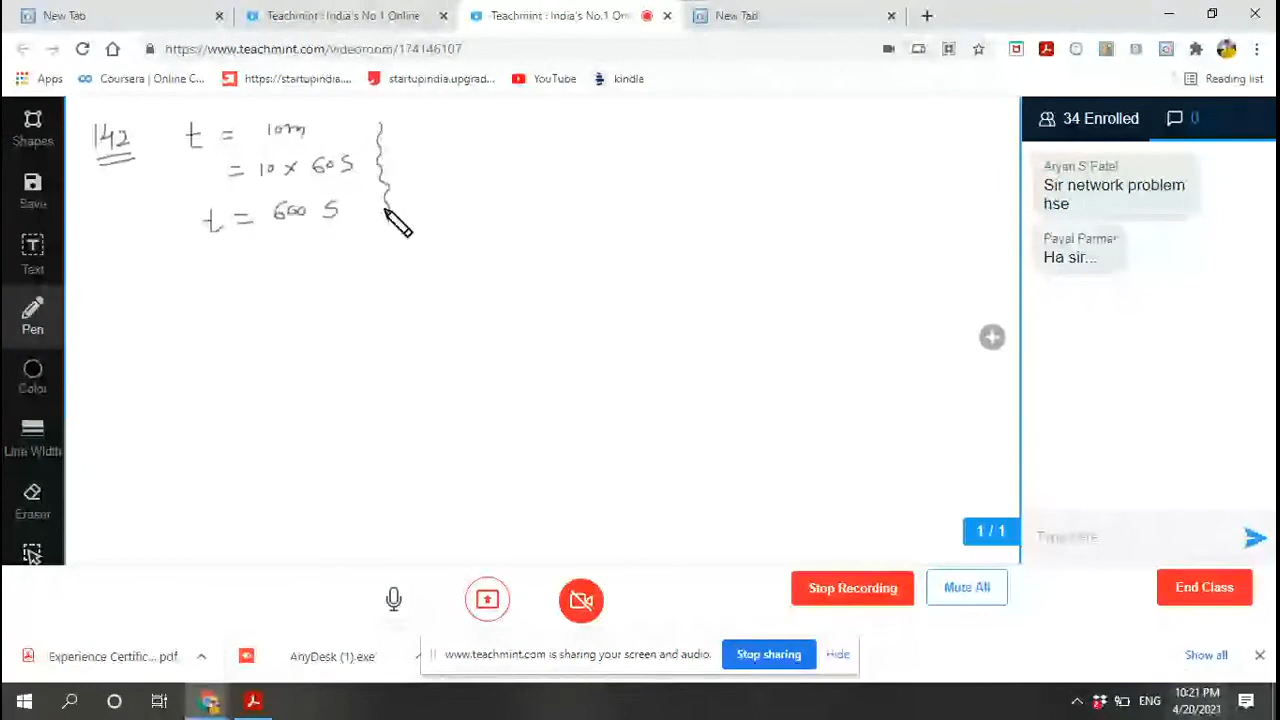 New Tab
Teachmint : India's No 1 Online
Teachmint : India's No.1 On
New Tab
https://www.teachmint.com/videoroom/174146107
Apps
Coursera | Online C...
https://startupindia....
startupindia.upgrad...
YouTube
kindle
Reading list
Shapes
Save
Text
Pen
Color
Line Width
Eraser
142
t = 10m
= 10 × 60 S
t = 600 S
1 / 1
34 Enrolled
0
Aryan S Patel
Sir network problem
hse
Payal Parmar
Ha sir...
Type here
Stop Recording
Mute All
End Class
www.teachmint.com is sharing your screen and audio.
Stop sharing
Hide
Experience Certific....pdf
AnyDesk (1).exe
Show all
ENG
10:21 PM
4/20/2021